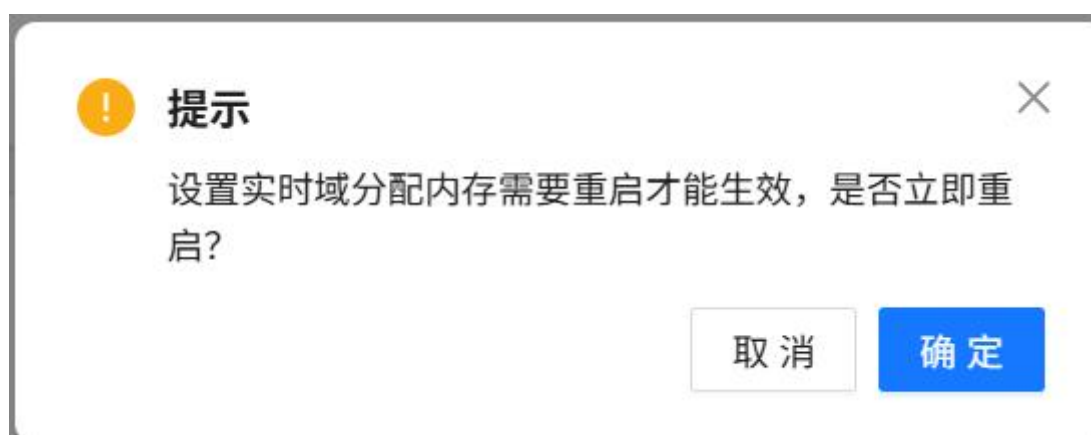 提示
设置实时域分配内存需要重启才能生效，是否立即重
启？
取 消
确 定